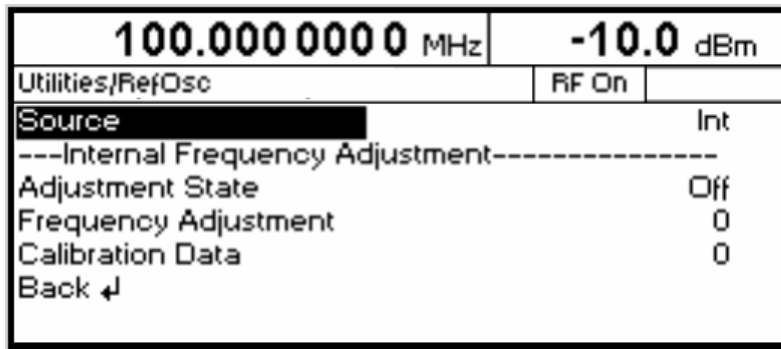 100.000 000 0 MHz -10.0 dBm
Utilities/RefOsc RF On
Source Int
---Internal Frequency Adjustment---------------
Adjustment State Off
Frequency Adjustment 0
Calibration Data 0
Back ↲